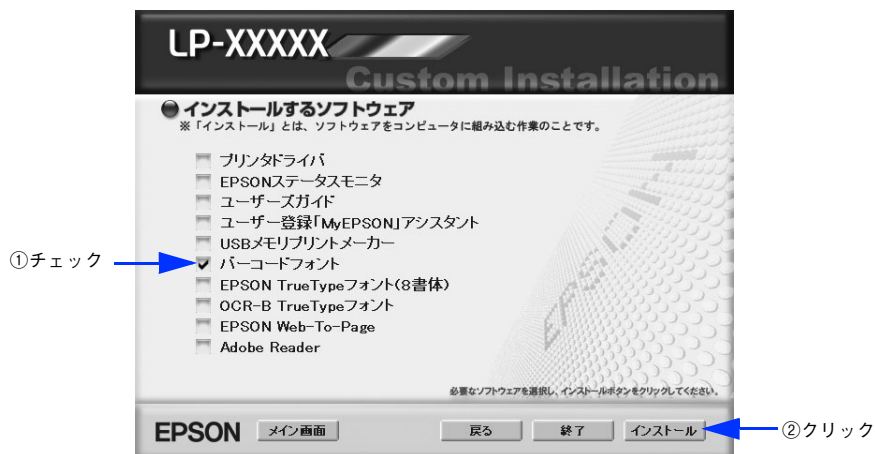 LP-XXXXX
Custom Installation
インストールするソフトウェア
※「インストール」とは、ソフトウェアをコンピュータに組み込む作業のことです。
プリンタドライバ
EPSONステータスモニタ
ユーザーズガイド
ユーザー登録「MyEPSON」アシスタント
USBメモリプリントメーカー
①チェック
バーコードフォント
EPSON TrueTypeフォント(8書体)
OCR-B TrueTypeフォント
EPSON Web-To-Page
Adobe Reader
EPSON
必要なソフトウェアを選択し、インストールボタンをクリックしてください。
EPSON メイン画面 戻る 終了 インストール ②クリック